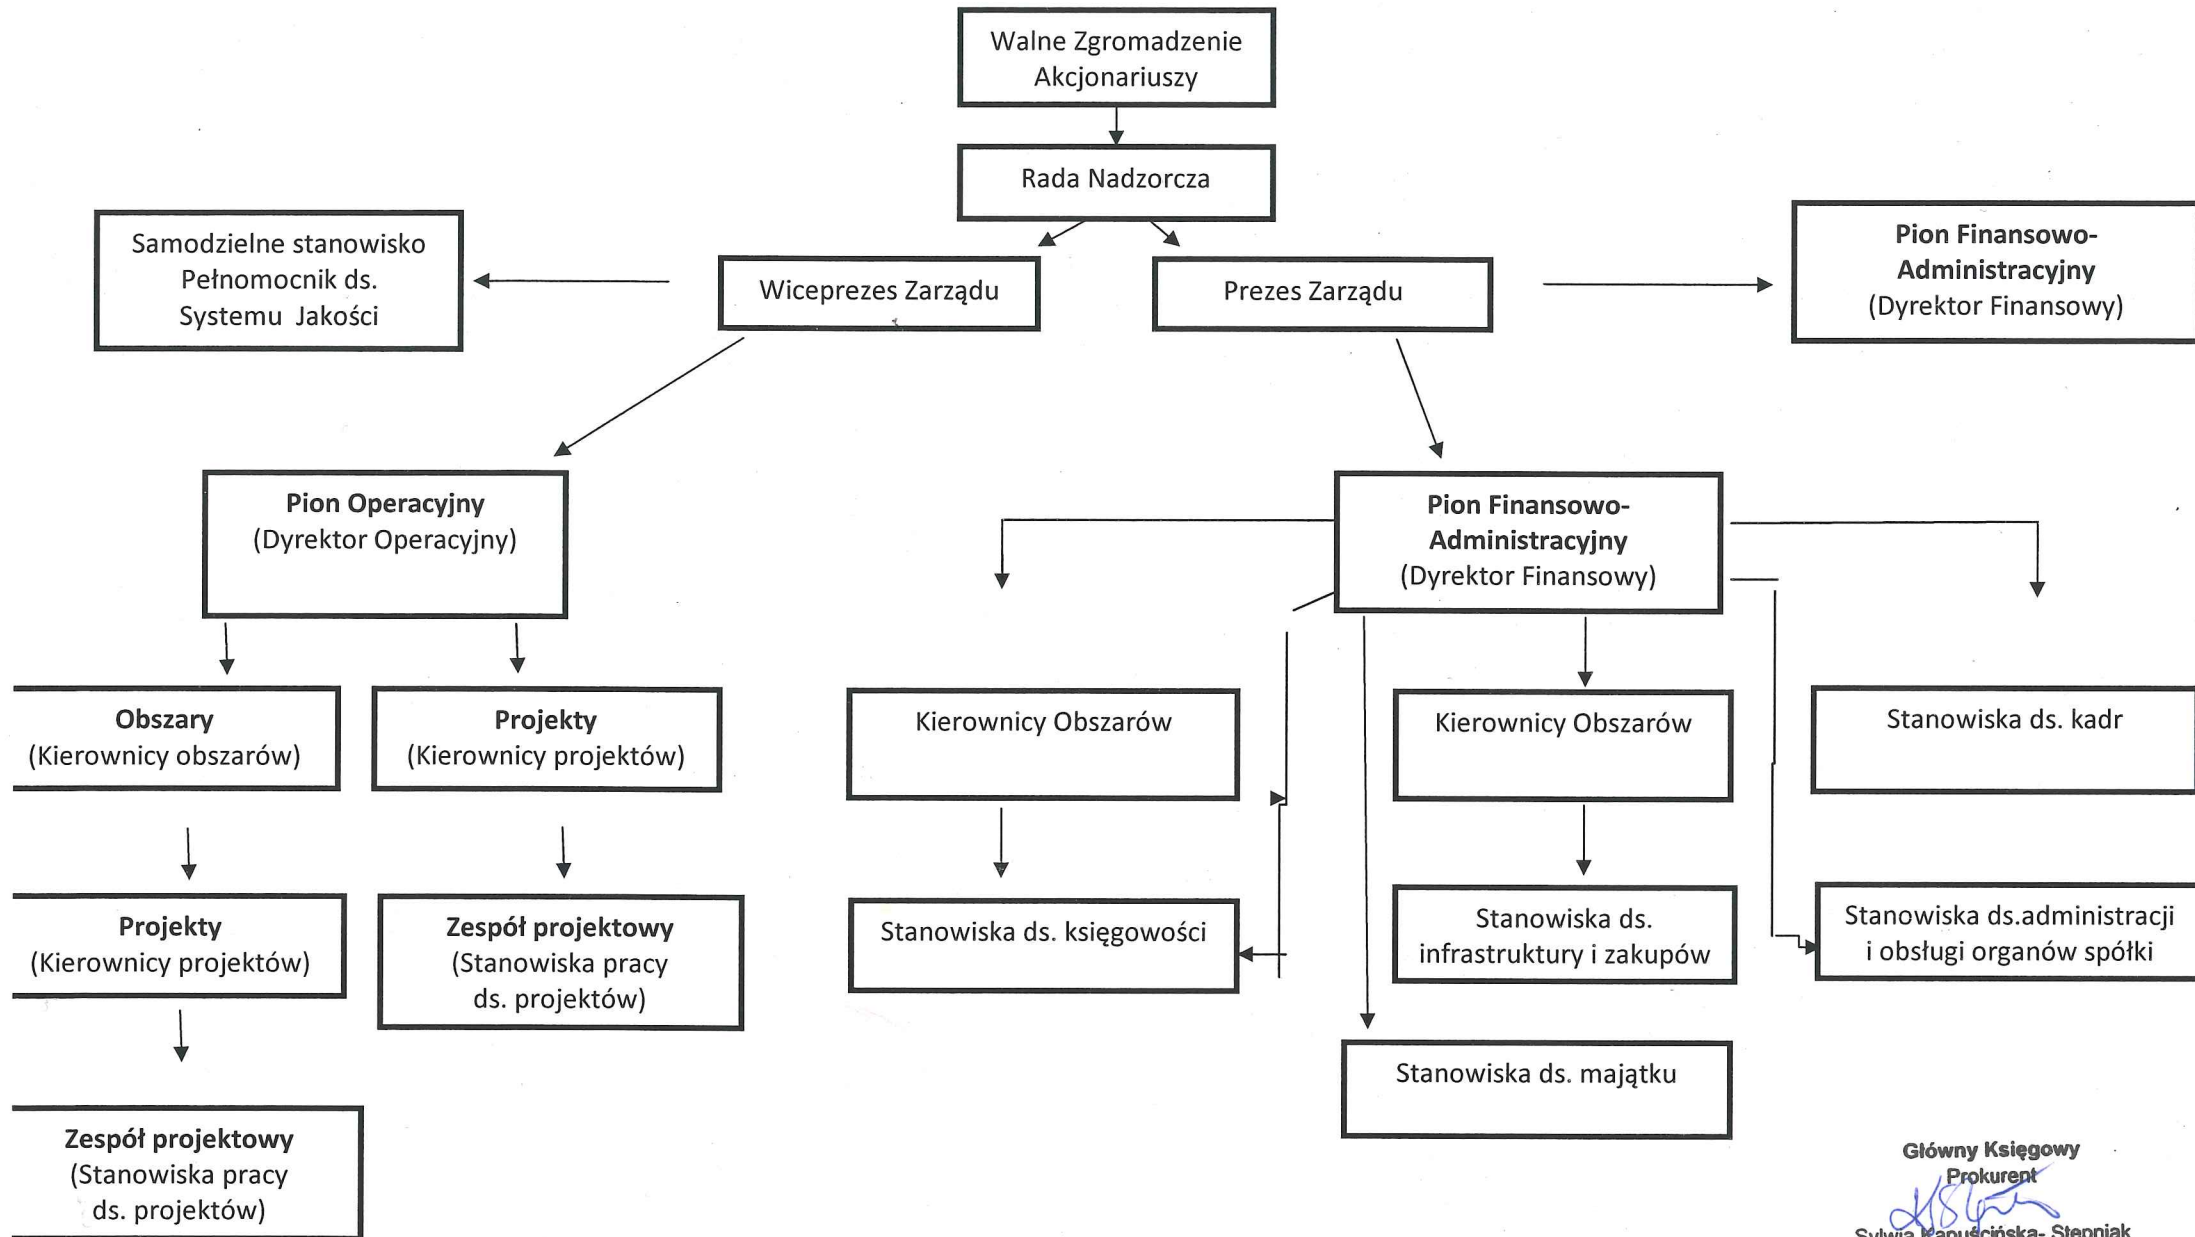 Walne Zgromadzenie
Akcjonariuszy
Rada Nadzorcza
Samodzielne stanowisko
Pełnomocnik ds.
Systemu Jakości
Wiceprezes Zarządu
Prezes Zarządu
Pion Finansowo-
Administracyjny
(Dyrektor Finansowy)
Pion Operacyjny
(Dyrektor Operacyjny)
Pion Finansowo-
Administracyjny
(Dyrektor Finansowy)
Obszary
(Kierownicy obszarów)
Projekty
(Kierownicy projektów)
Kierownicy Obszarów
Kierownicy Obszarów
Stanowiska ds. kadr
Projekty
(Kierownicy projektów)
Zespół projektowy
(Stanowiska pracy
ds. projektów)
Stanowiska ds. księgowości
Stanowiska ds.
infrastruktury i zakupów
Stanowiska ds.administracji
i obsługi organów spółki
Stanowiska ds. majątku
Zespół projektowy
(Stanowiska pracy
ds. projektów)
Główny Księgowy
Prokurent
Sylwia Kapuścińska- Stępniak